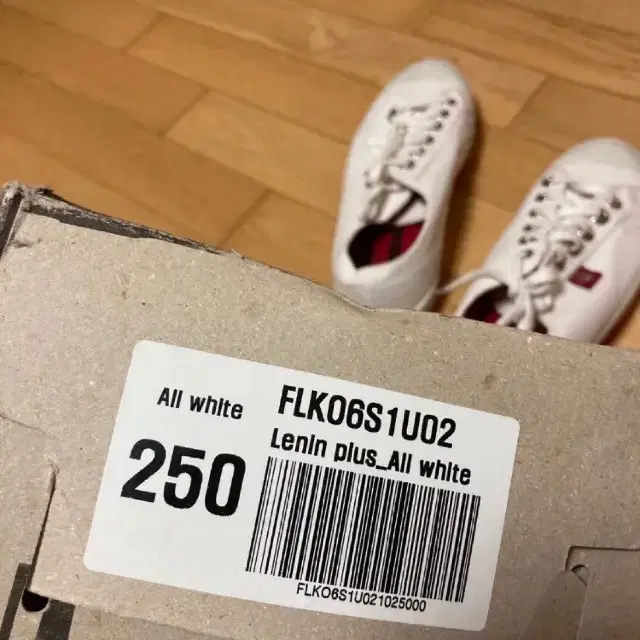 All white
250
FLKO6S1U02
Lenin plus_All white
FLKO6S1U021025000